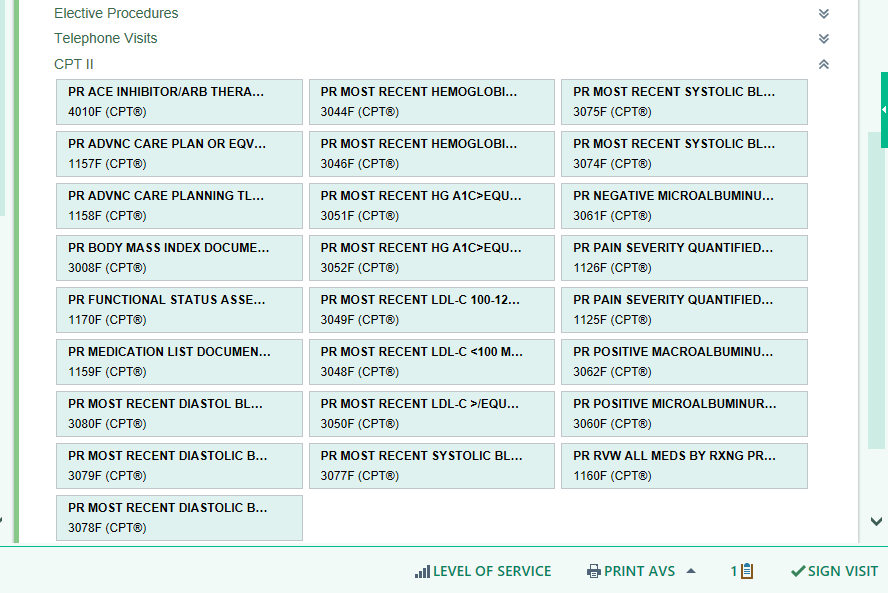 Elective Procedures
Telephone Visits
CPT II
PR ACE INHIBITOR/ARB THERA...
4010F (CPT®)
PR MOST RECENT HEMOGLOBI...
3044F (CPT®)
PR MOST RECENT SYSTOLIC BL...
3075F (CPT®)
PR ADVNC CARE PLAN OR EQV...
1157F (CPT®)
PR MOST RECENT HEMOGLOBI...
3046F (CPT®)
PR MOST RECENT SYSTOLIC BL...
3074F (CPT®)
PR ADVNC CARE PLANNING TL...
1158F (CPT®)
PR MOST RECENT HG A1C>EQU...
3051F (CPT®)
PR NEGATIVE MICROALBUMINU...
3061F (CPT®)
PR BODY MASS INDEX DOCUME...
3008F (CPT®)
PR MOST RECENT HG A1C>EQU...
3052F (CPT®)
PR PAIN SEVERITY QUANTIFIED...
1126F (CPT®)
PR FUNCTIONAL STATUS ASSE...
1170F (CPT®)
PR MOST RECENT LDL-C 100-12...
3049F (CPT®)
PR PAIN SEVERITY QUANTIFIED...
1125F (CPT®)
PR MEDICATION LIST DOCUMEN...
1159F (CPT®)
PR MOST RECENT LDL-C <100 M...
3048F (CPT®)
PR POSITIVE MACROALBUMINU...
3062F (CPT®)
PR MOST RECENT DIASTOL BL...
3080F (CPT®)
PR MOST RECENT LDL-C >/EQU...
3050F (CPT®)
PR POSITIVE MICROALBUMINUR...
3060F (CPT®)
PR MOST RECENT DIASTOLIC B...
3079F (CPT®)
PR MOST RECENT SYSTOLIC BL...
3077F (CPT®)
PR RVW ALL MEDS BY RXNG PR...
1160F (CPT®)
PR MOST RECENT DIASTOLIC B...
3078F (CPT®)
LEVEL OF SERVICE PRINT AVS 1 SIGN VISIT